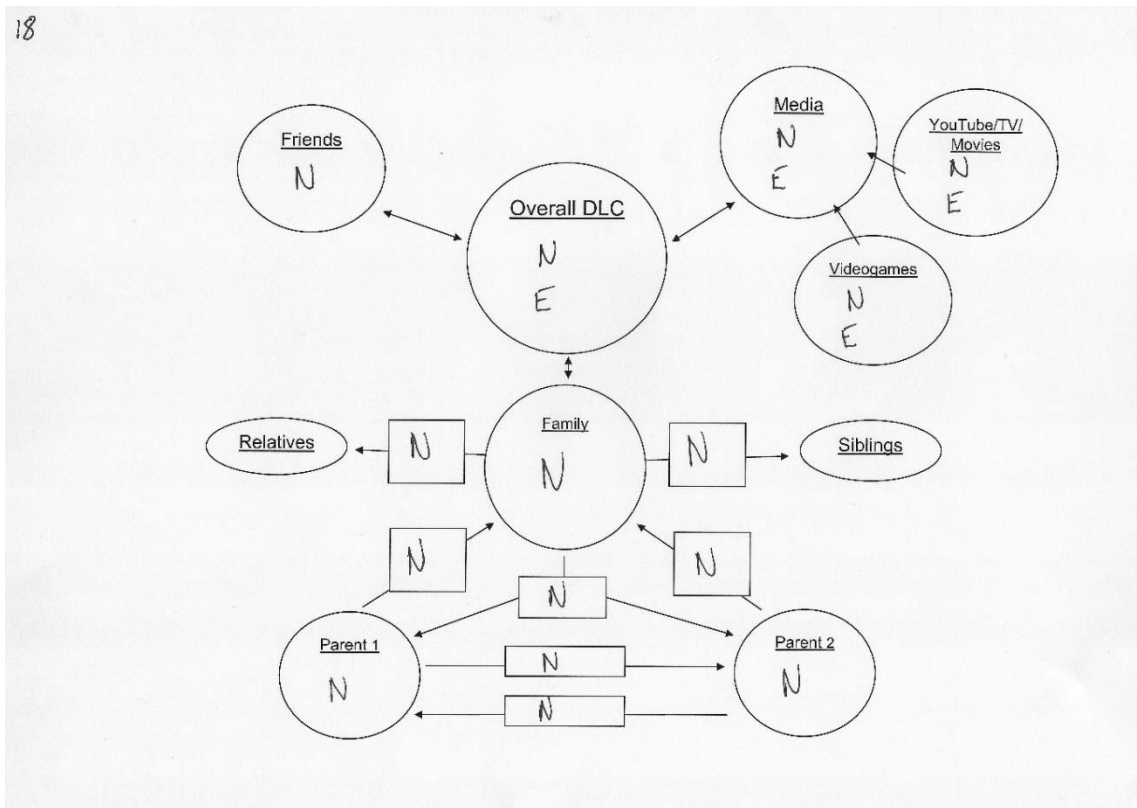 18
Friends
N
Overall DLC
N
E
Media
N
E
YouTube/TV/
Movies
N
E
Videogames
N
E
Relatives
N
Family
N
N
Siblings
N
N
N
Parent 1
N
N
N
Parent 2
N